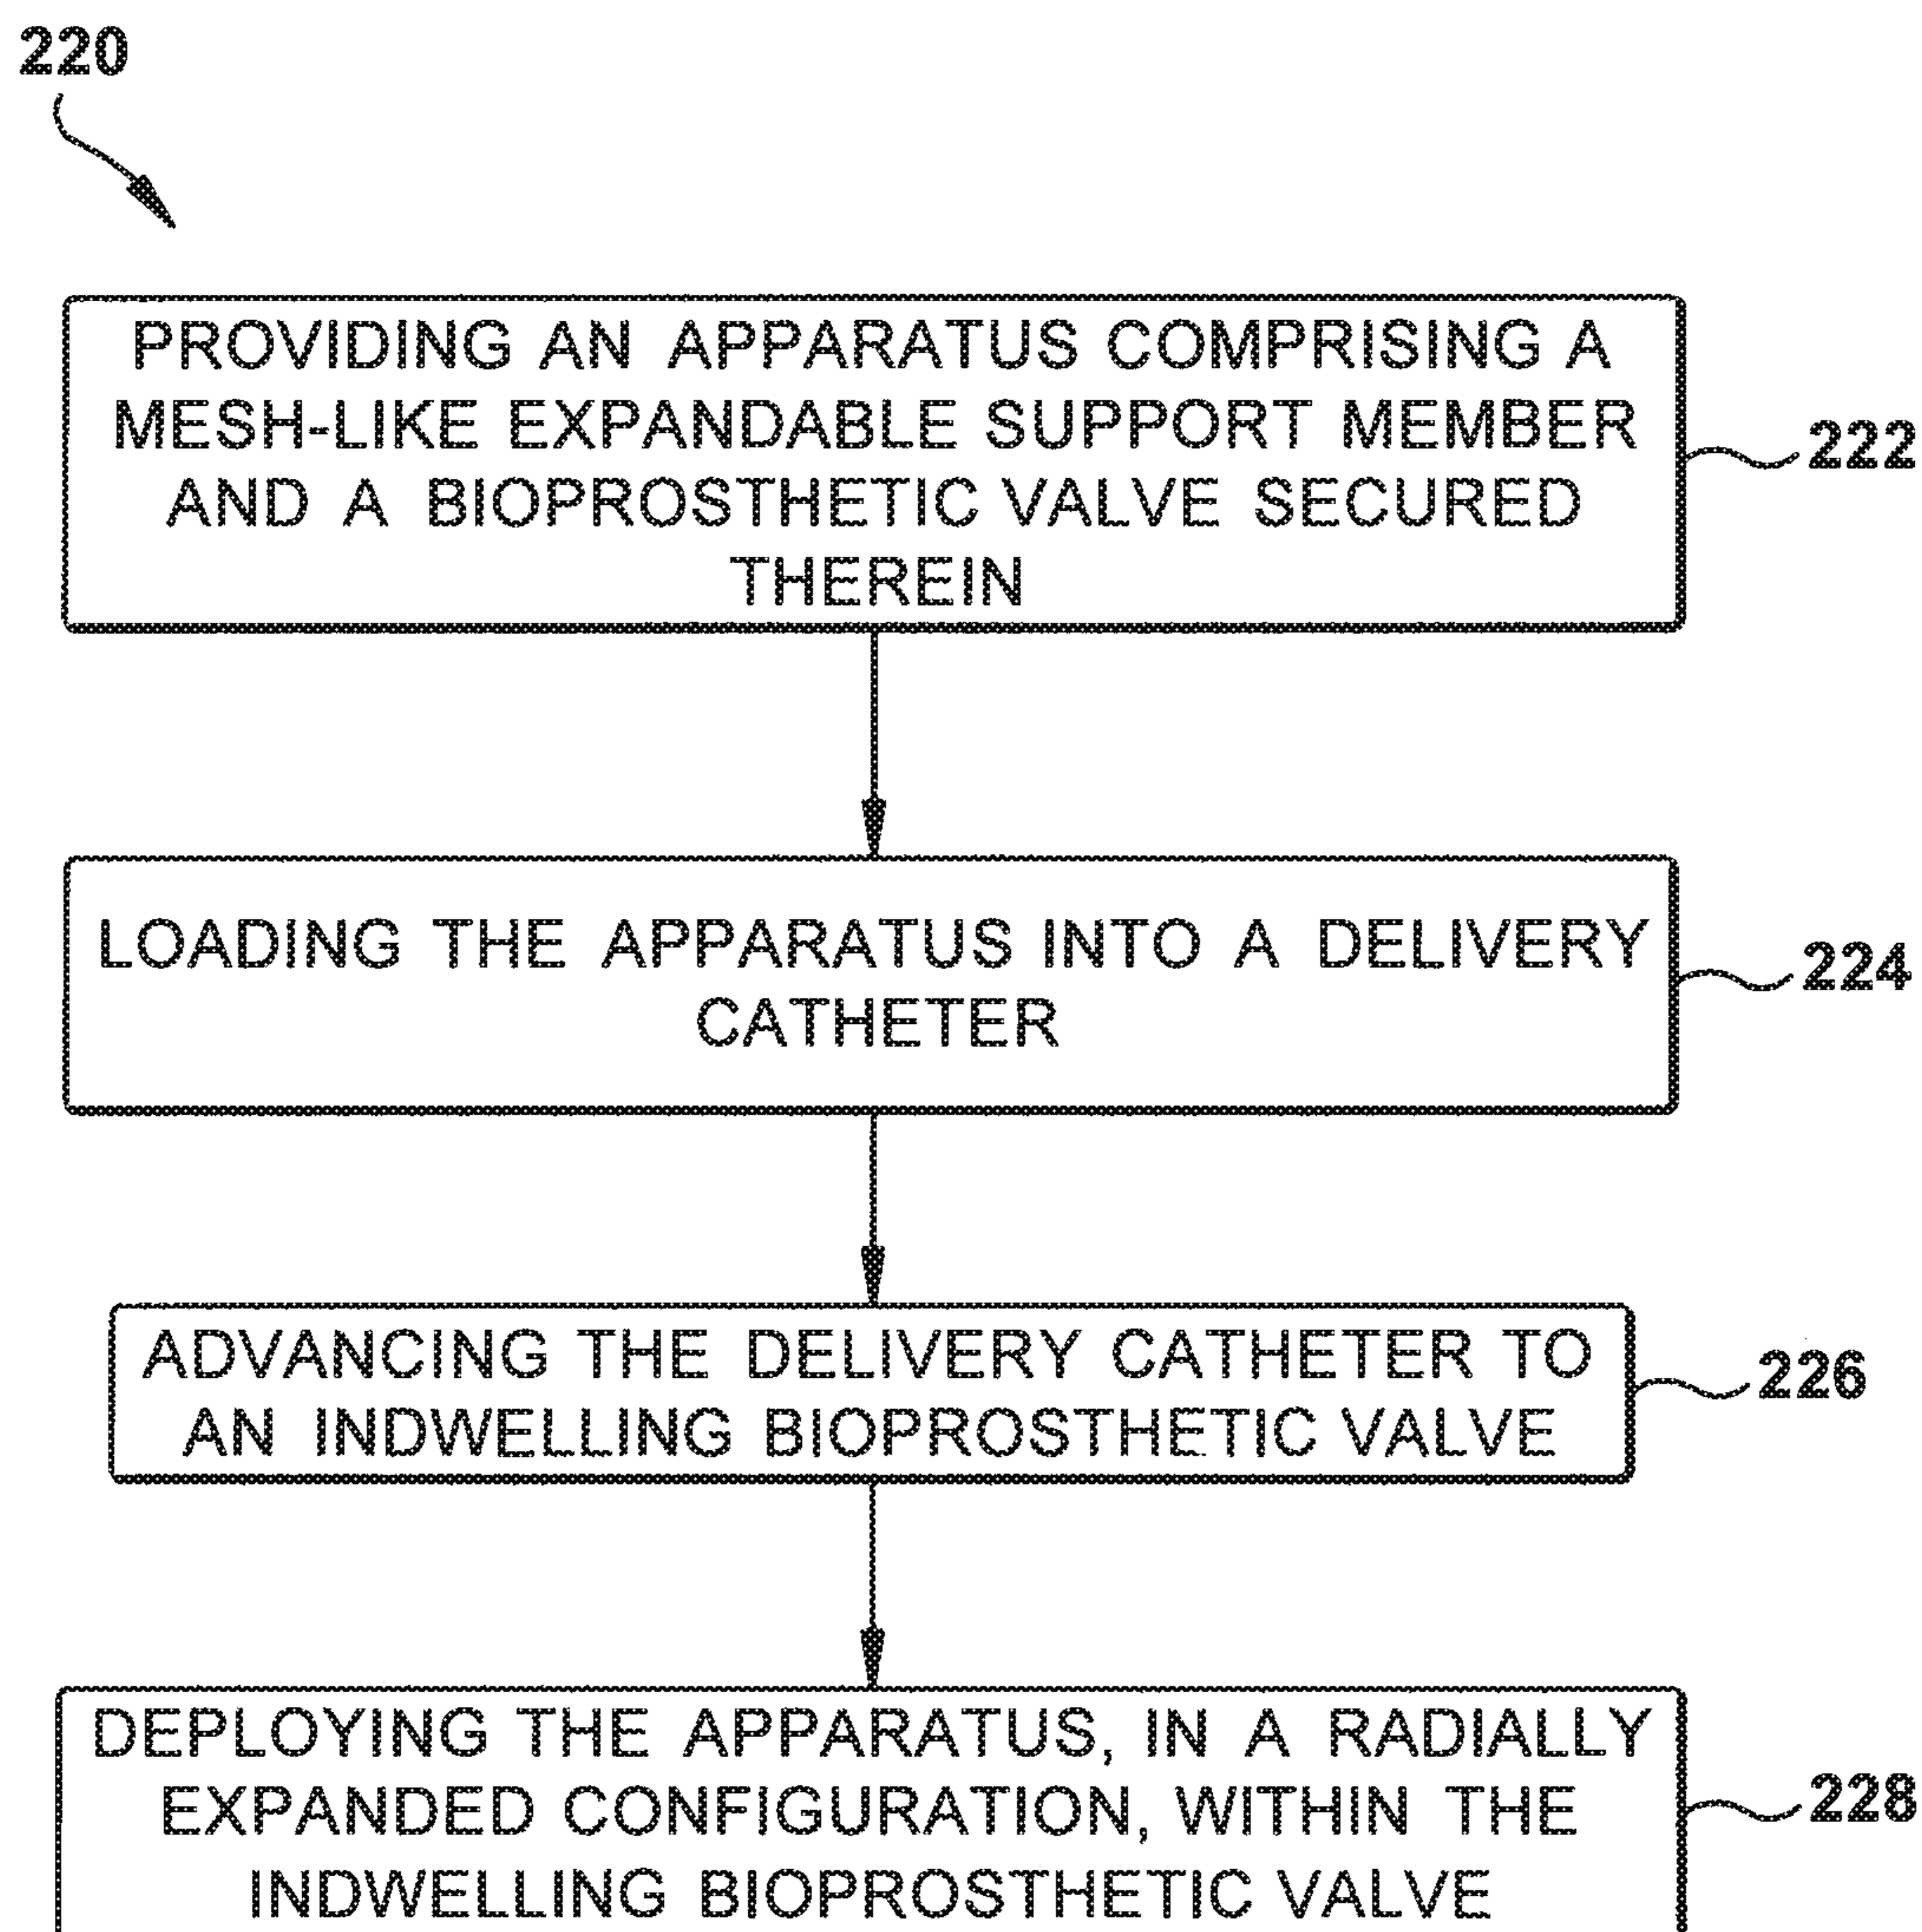 220
PROVIDING AN APPARATUS COMPRISING A
MESH-LIKE EXPANDABLE SUPPORT MEMBER
AND A BIOPROSTHETIC VALVE SECURED
THEREIN
222
LOADING THE APPARATUS INTO A DELIVERY
CATHETER
224
ADVANCING THE DELIVERY CATHETER TO
AN INDWELLING BIOPROSTHETIC VALVE
226
DEPLOYING THE APPARATUS, IN A RADIALLY
EXPANDED CONFIGURATION, WITHIN THE
INDWELLING BIOPROSTHETIC VALVE
228